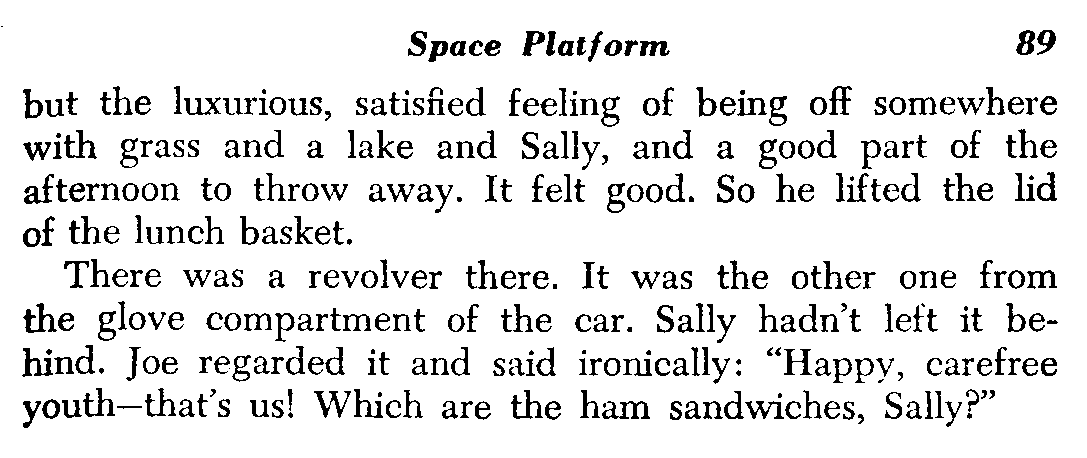 Space Platform 89
but the luxurious, satisfied feeling of being off somewhere
with grass and a lake and Sally, and a good part of the
afternoon to throw away. It felt good. So he lifted the lid
of the lunch basket.
There was a revolver there. It was the other one from
the glove compartment of the car. Sally hadn't left it be-
hind. Joe regarded it and said ironically: “Happy, carefree
youth—that's us! Which are the ham sandwiches, Sally?”